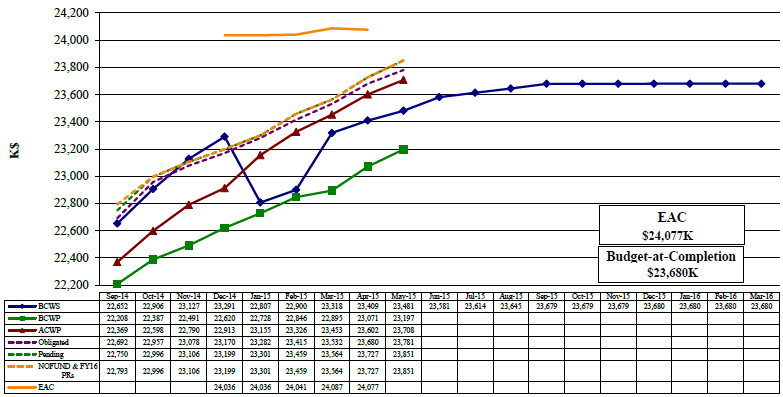 24,200
24,000
23,800
23,600
23,400
23,200
23,000
22,800
22,600
22,400
22,200
K$
EAC
$24,077K
Budget-at-Completion
$23,680K
Sep-14 Oct-14 Nov-14 Dec-14 Jan-15 Feb-15 Mar-15 Apr-15 May-15 Jun-15 Jul-15 Aug-15 Sep-15 Oct-15 Nov-15 Dec-15 Jan-16 Feb-16 Mar-16
BCWS 22,652 22,906 23,127 23,291 22,807 22,900 23,318 23,409 23,481 23,581 23,614 23,645 23,679 23,679 23,679 23,680 23,680 23,680 23,680
BCWP 22,208 22,387 22,491 22,620 22,728 22,846 22,895 23,071 23,197
ACWP 22,369 22,598 22,790 22,913 23,155 23,326 23,453 23,602 23,708
Obligated 22,692 22,957 23,078 23,170 23,282 23,415 23,532 23,680 23,781
Pending 22,750 22,996 23,106 23,199 23,301 23,459 23,564 23,727 23,851
NOFUND & FY16
PRs 22,793 22,996 23,106 23,199 23,301 23,459 23,564 23,727 23,851
EAC 24,036 24,036 24,041 24,087 24,077